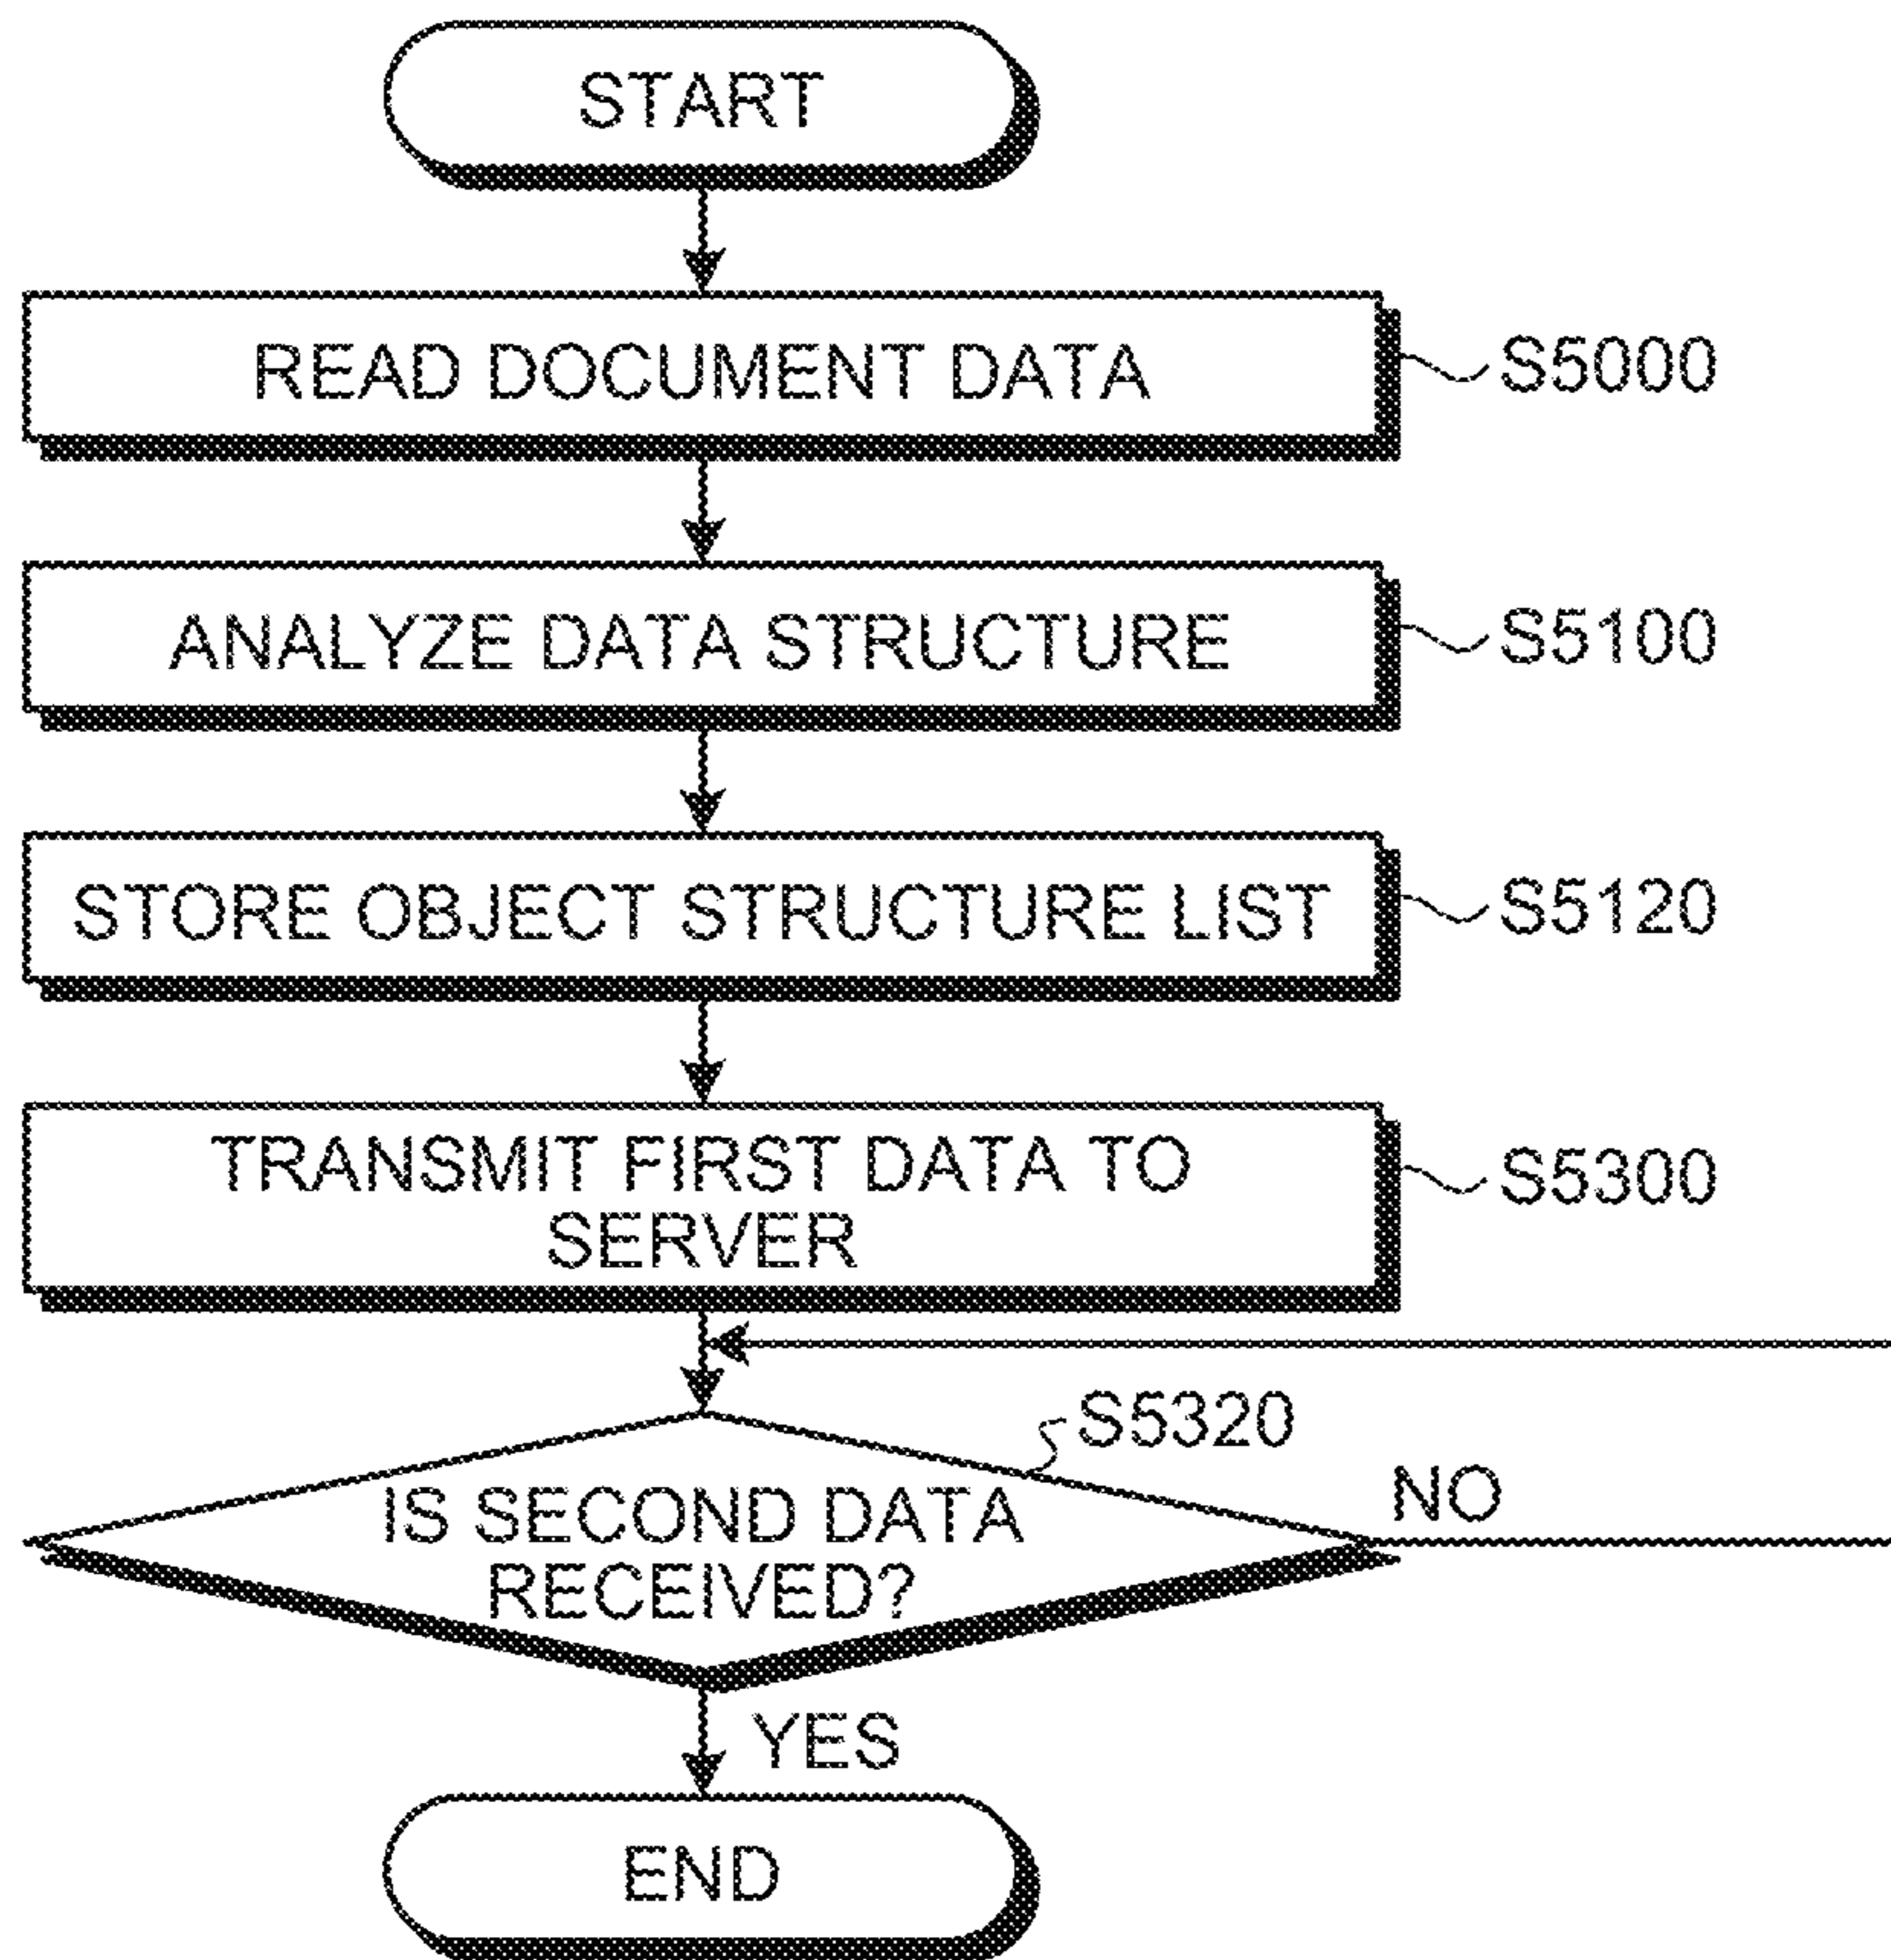 START
READ DOCUMENT DATA
S5000
ANALYZE DATA STRUCTURE
S5100
STORE OBJECT STRUCTURE LIST
S5120
TRANSMIT FIRST DATA TO
SERVER
S5300
S5320
IS SECOND DATA
RECEIVED?
NO
YES
END